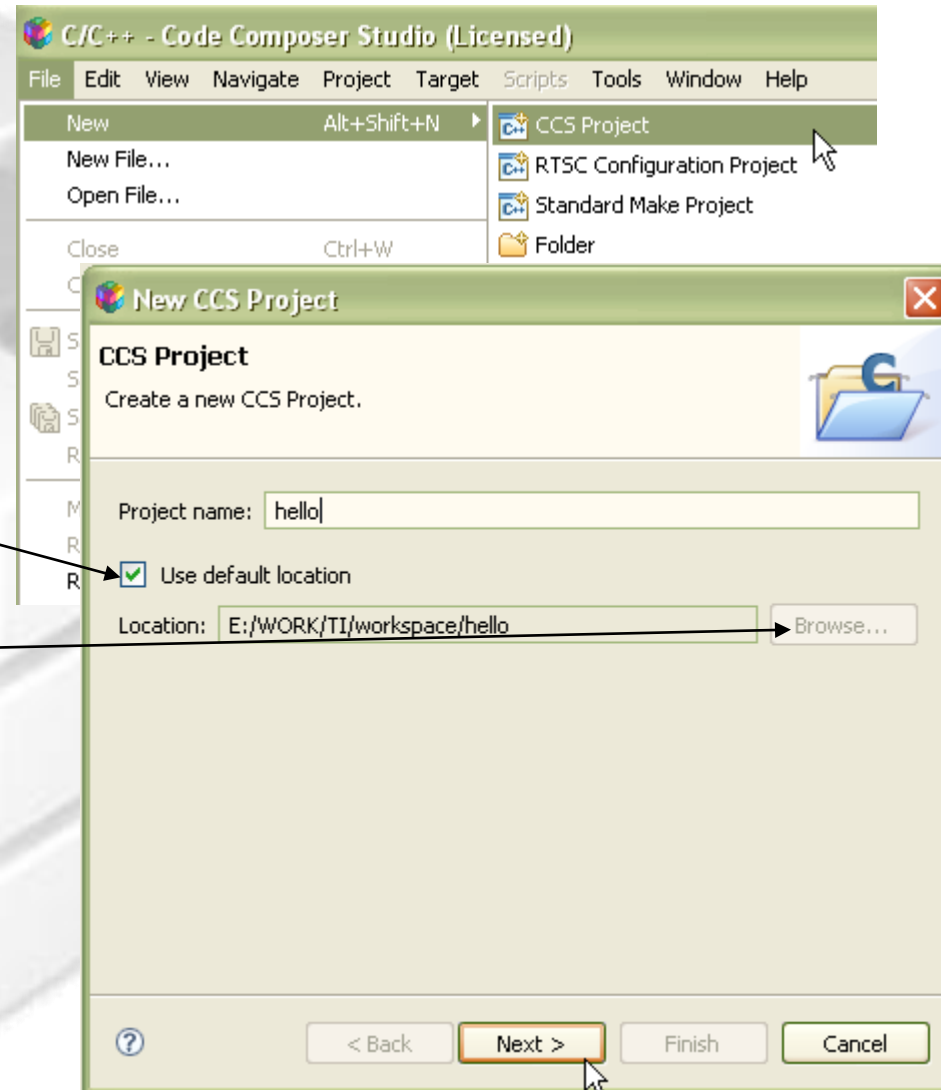 C/C++ - Code Composer Studio (Licensed)
File Edit View Navigate Project Target Scripts Tools Window Help
New Alt+Shift+N CCS Project
New File... RTSC Configuration Project
Open File... Standard Make Project
Close Ctrl+W Folder
New CCS Project
CCS Project
Create a new CCS Project.
Project name: hello
Use default location
Location: E:/WORK/TI/workspace/hello Browse...
< Back Next > Finish Cancel